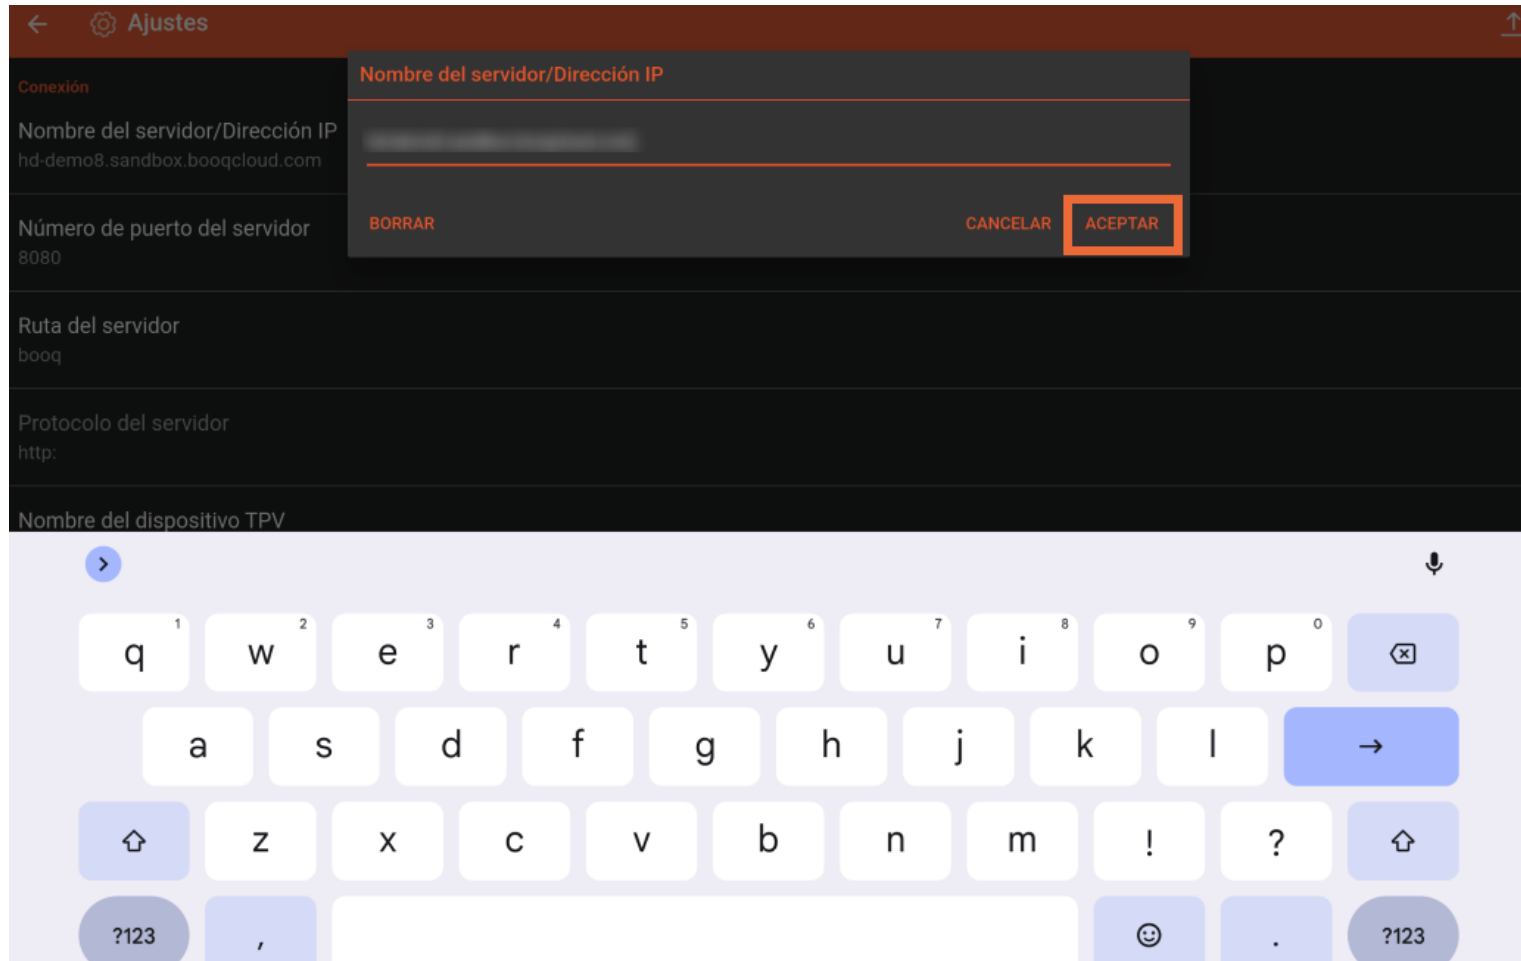 Ajustes
Nombre del servidor/Dirección IP
Conexión
Nombre del servidor/Dirección IP
hd-demo8.sandbox.booqcloud.com
BORRAR
CANCELAR
ACEPTAR
Número de puerto del servidor
8080
Ruta del servidor
booq
Protocolo del servidor
http:
Nombre del dispositivo TPV
q 1 w 2 e 3 r 4 t 5 y 6 u 7 i 8 o 9 p 0
a s d f g h j k l
z x c v b n m ! ?
?123 , . ?123